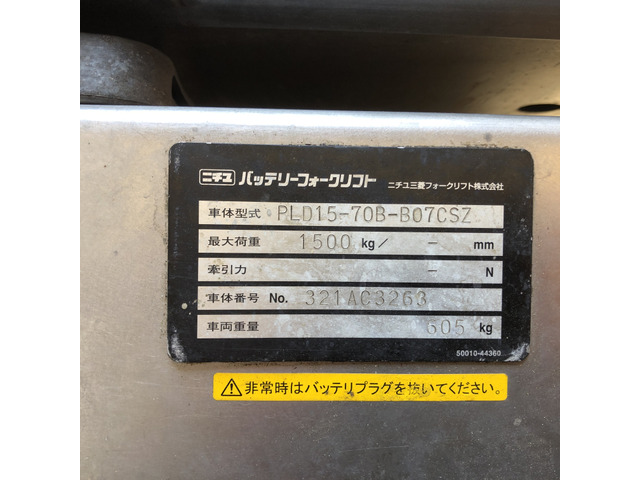 ニチユ バッテリーフォークリフト
ニチユ三菱フォークリフト株式会社
車体型式 PLD15-70B-B07CSZ
最大荷重 1500 kg/ - mm
牽引力 - N
車体番号 No. 321AC3263
車両重量 605 kg
50010-44360
非常時はバッテリプラグを抜いてください。